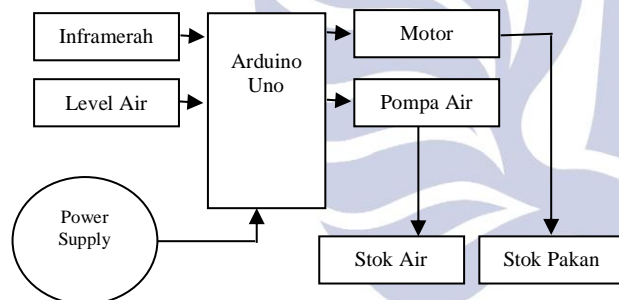 Inframerah
Level Air
Arduino
Uno
Motor
Pompa Air
Power
Supply
Stok Air
Stok Pakan